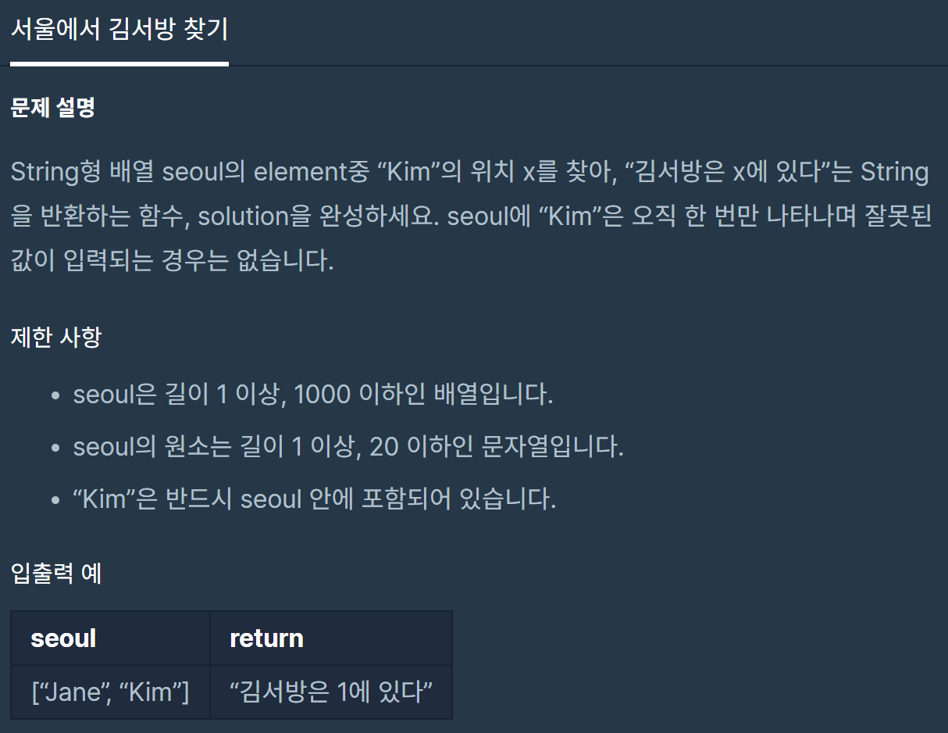 서울에서 김서방 찾기
문제 설명
String형 배열 seoul의 element중 “Kim”의 위치 x를 찾아, “김서방은 x에 있다”는 String
을 반환하는 함수, solution을 완성하세요. seoul에 “Kim”은 오직 한 번만 나타나며 잘못된
값이 입력되는 경우는 없습니다.
제한 사항
• seoul은 길이 1 이상, 1000 이하인 배열입니다.
• seoul의 원소는 길이 1 이상, 20 이하인 문자열입니다.
• “Kim”은 반드시 seoul 안에 포함되어 있습니다.
입출력 예
seoul return
[“Jane”, “Kim”] “김서방은 1에 있다”